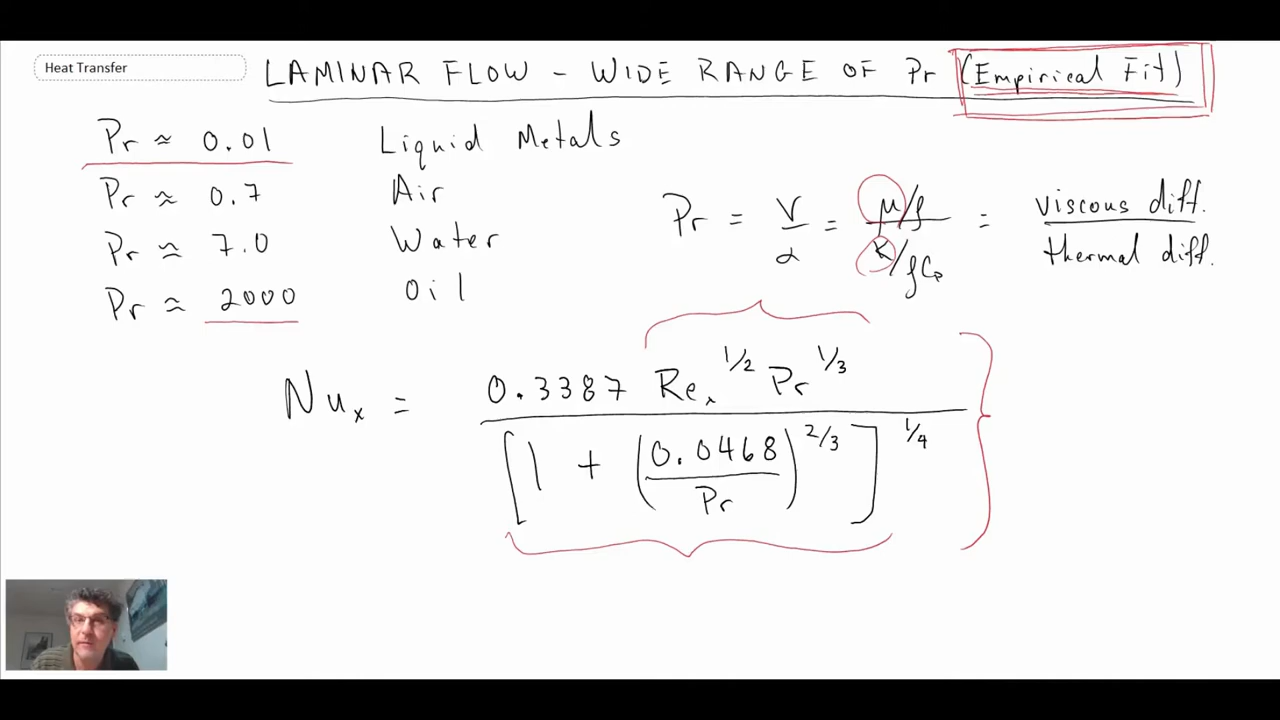 Heat Transfer
LAMINAR FLOW - WIDE RANGE OF Pr (Empirical Fit)
Pr ≈ 0.01 Liquid Metals
Pr ≈ 0.7 Air
Pr ≈ 7.0 Water
Pr ≈ 2000 Oil
Pr = ν/α = (μ/ρ)/(k/ρCp) = viscous diff. / thermal diff.
Nu_x = 0.3387 Re_x^1/2 Pr^1/3 / [1 + (0.0468/Pr)^2/3]^1/4